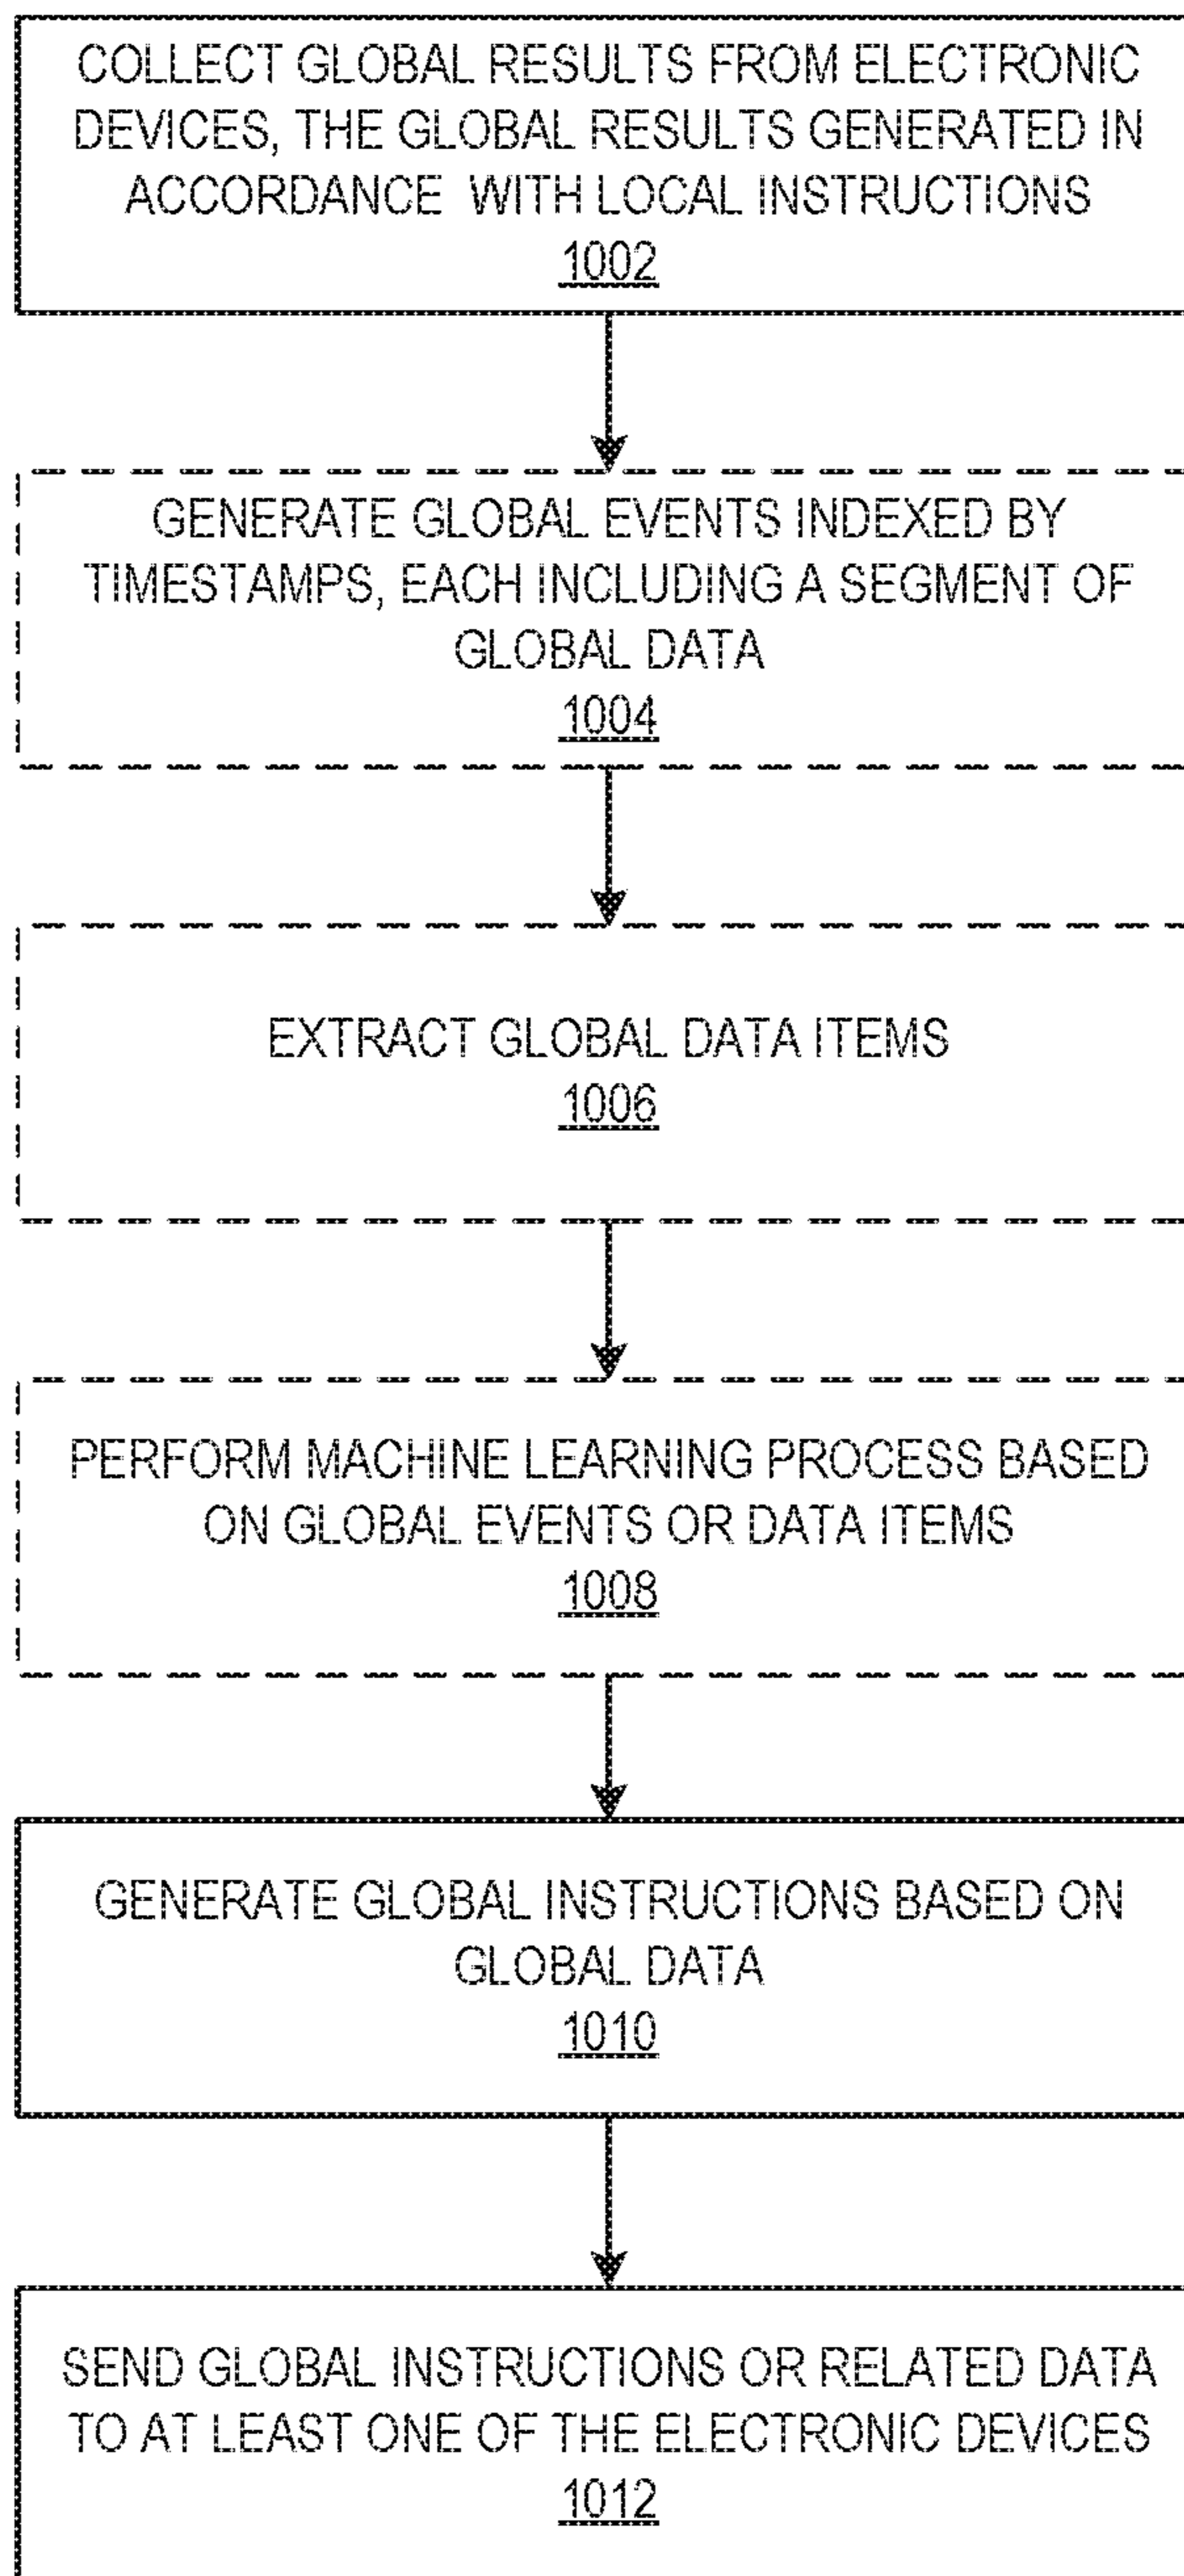 COLLECT GLOBAL RESULTS FROM ELECTRONIC
DEVICES, THE GLOBAL RESULTS GENERATED IN
ACCORDANCE WITH LOCAL INSTRUCTIONS
1002
GENERATE GLOBAL EVENTS INDEXED BY
TIMESTAMPS, EACH INCLUDING A SEGMENT OF
GLOBAL DATA
1004
EXTRACT GLOBAL DATA ITEMS
1006
PERFORM MACHINE LEARNING PROCESS BASED
ON GLOBAL EVENTS OR DATA ITEMS
1008
GENERATE GLOBAL INSTRUCTIONS BASED ON
GLOBAL DATA
1010
SEND GLOBAL INSTRUCTIONS OR RELATED DATA
TO AT LEAST ONE OF THE ELECTRONIC DEVICES
1012